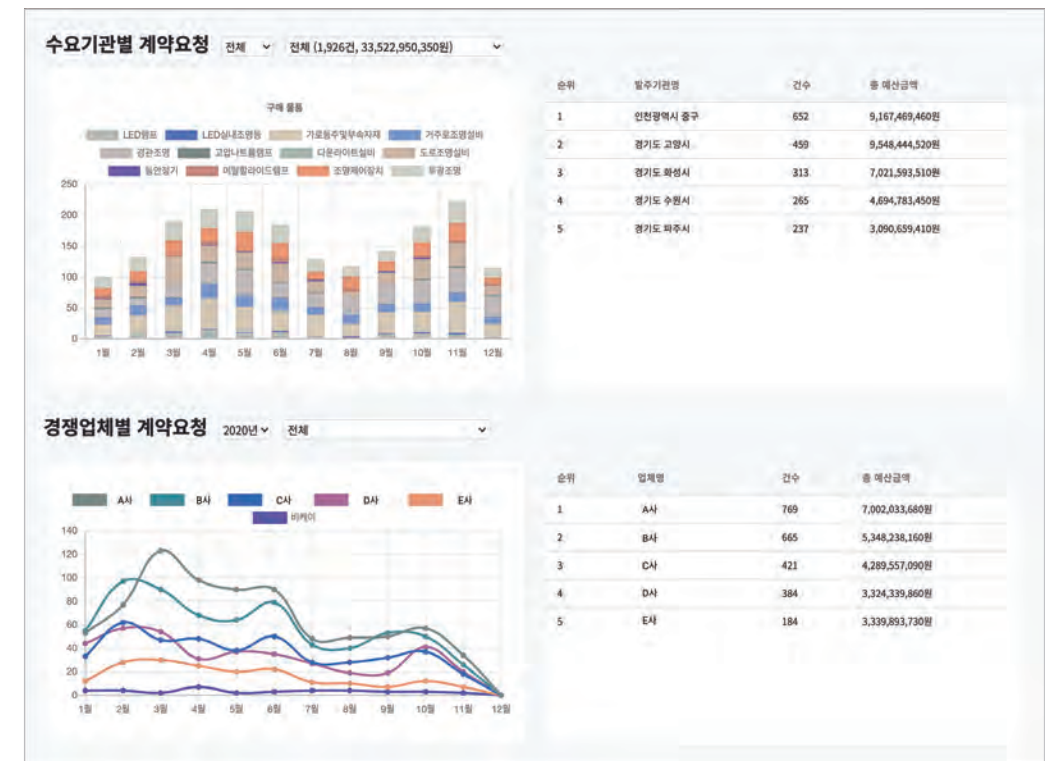 수요기관별 계약요청 전체 전체 (1,926건, 33,522,950,350원)
구매 물품
LED램프 LED실내조명등 가로등주및부속자재 거주로조명설비
경관조명 고압나트륨램프 다운라이트설비 도로조명설비
등안정기 메탈할라이드램프 조명제어장치 투광조명
250
200
150
100
50
0
1월 2월 3월 4월 5월 6월 7월 8월 9월 10월 11월 12월
순위 발주기관명 건수 총 예산금액
1 인천광역시 중구 652 9,167,469,460원
2 경기도 고양시 459 9,548,444,520원
3 경기도 화성시 313 7,021,593,510원
4 경기도 수원시 265 4,694,783,450원
5 경기도 파주시 237 3,090,659,410원
경쟁업체별 계약요청 2020년 전체
A사 B사 C사 D사 E사
비케이
140
120
100
80
60
40
20
0
1월 2월 3월 4월 5월 6월 7월 8월 9월 10월 11월 12월
순위 업체명 건수 총 예산금액
1 A사 769 7,002,033,680원
2 B사 665 5,348,238,160원
3 C사 421 4,289,557,090원
4 D사 384 3,324,339,860원
5 E사 184 3,339,893,730원